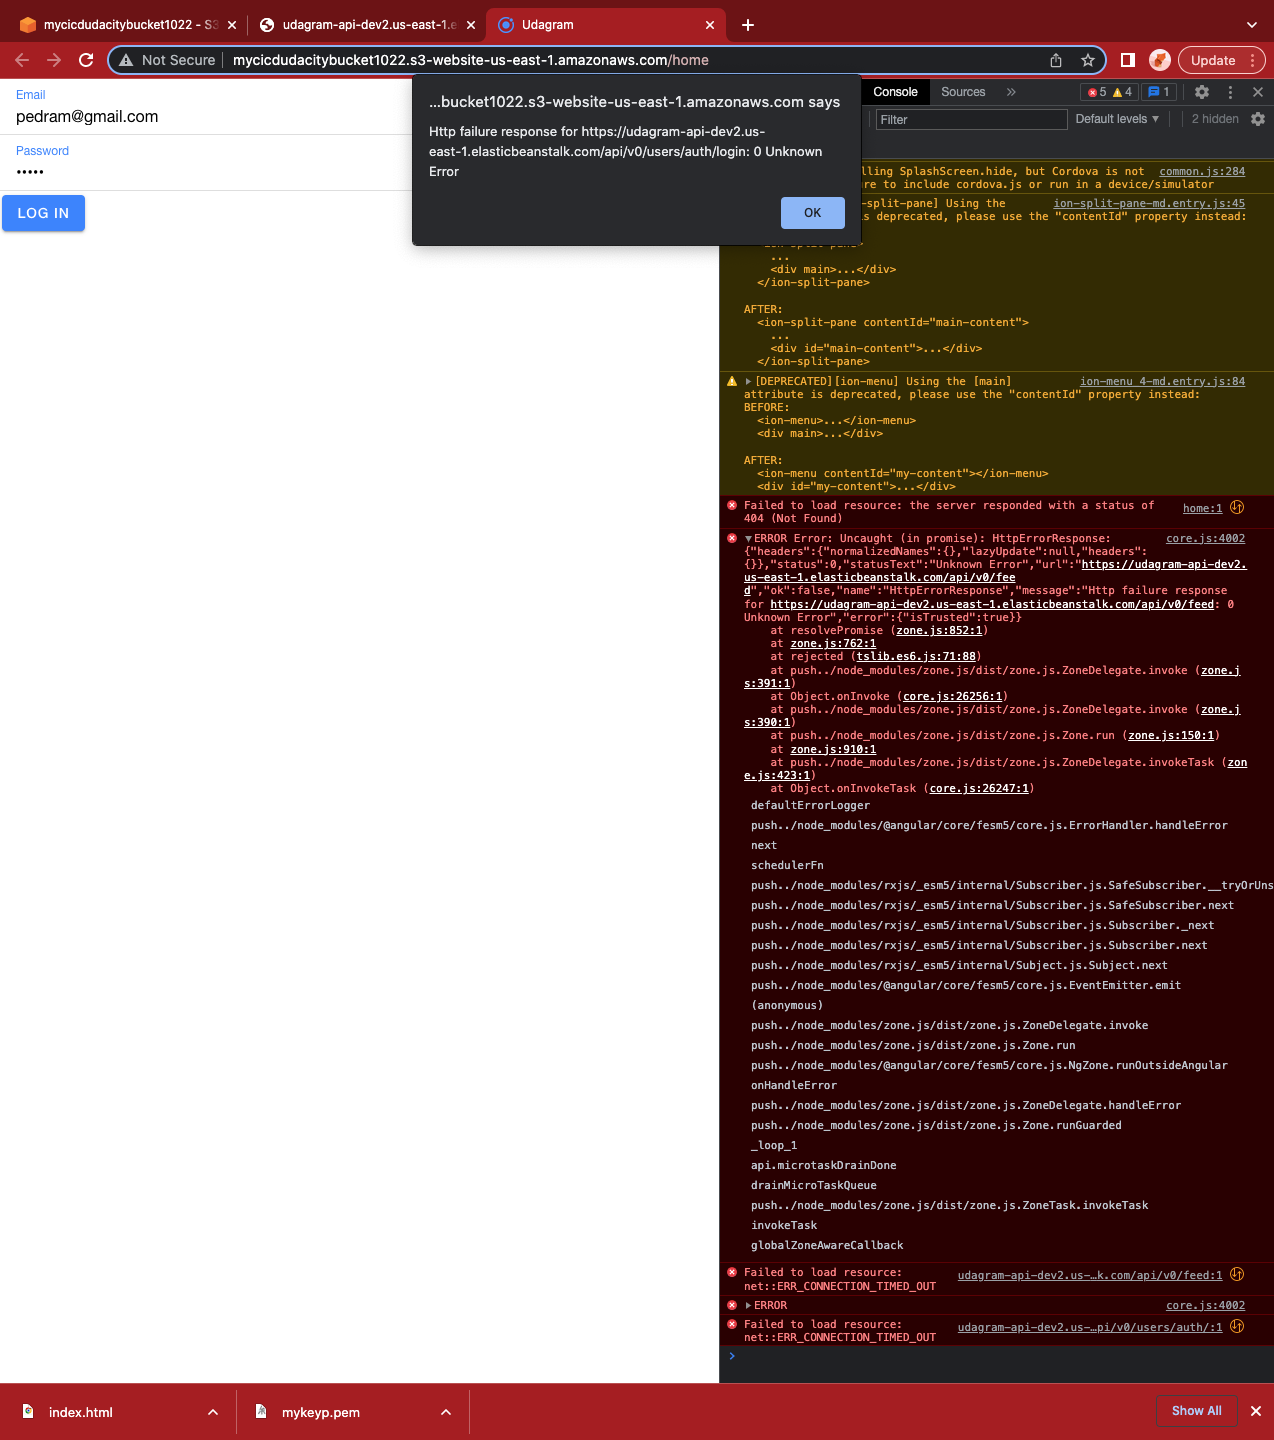 mycicdudacitybucket1022 - S3
udagram-api-dev2.us-east-1.e
Udagram
Not Secure
mycicdudacitybucket1022.s3-website-us-east-1.amazonaws.com/home
Update
Email
pedram@gmail.com
Password
•••••
LOG IN
...bucket1022.s3-website-us-east-1.amazonaws.com says
Http failure response for https://udagram-api-dev2.us-
east-1.elasticbeanstalk.com/api/v0/users/auth/login: 0 Unknown
Error
OK
Console
Sources
»
5
4
1
Filter
Default levels ▼
2 hidden
lling SplashScreen.hide, but Cordova is not common.js:284
re to include cordova.js or run in a device/simulator
-split-pane] Using the ion-split-pane-md.entry.js:45
s deprecated, please use the "contentId" property instead:
...
<div main>...</div>
</ion-split-pane>
AFTER:
<ion-split-pane contentId="main-content">
...
<div id="main-content">...</div>
</ion-split-pane>
▶[DEPRECATED][ion-menu] Using the [main] ion-menu_4-md.entry.js:84
attribute is deprecated, please use the "contentId" property instead:
BEFORE:
<ion-menu>...</ion-menu>
<div main>...</div>
AFTER:
<ion-menu contentId="my-content"></ion-menu>
<div id="my-content">...</div>
Failed to load resource: the server responded with a status of home:1
404 (Not Found)
▼ERROR Error: Uncaught (in promise): HttpErrorResponse: core.js:4002
{"headers":{"normalizedNames":{},"lazyUpdate":null,"headers":
{}},"status":0,"statusText":"Unknown Error","url":"https://udagram-api-dev2.
us-east-1.elasticbeanstalk.com/api/v0/fee
d","ok":false,"name":"HttpErrorResponse","message":"Http failure response
for https://udagram-api-dev2.us-east-1.elasticbeanstalk.com/api/v0/feed: 0
Unknown Error","error":{"isTrusted":true}}
at resolvePromise (zone.js:852:1)
at zone.js:762:1
at rejected (tslib.es6.js:71:88)
at push../node_modules/zone.js/dist/zone.js.ZoneDelegate.invoke (zone.j
s:391:1)
at Object.onInvoke (core.js:26256:1)
at push../node_modules/zone.js/dist/zone.js.ZoneDelegate.invoke (zone.j
s:390:1)
at push../node_modules/zone.js/dist/zone.js.Zone.run (zone.js:150:1)
at zone.js:910:1
at push../node_modules/zone.js/dist/zone.js.ZoneDelegate.invokeTask (zon
e.js:423:1)
at Object.onInvokeTask (core.js:26247:1)
defaultErrorLogger
push../node_modules/@angular/core/fesm5/core.js.ErrorHandler.handleError
next
schedulerFn
push../node_modules/rxjs/_esm5/internal/Subscriber.js.SafeSubscriber.__tryOrUns
push../node_modules/rxjs/_esm5/internal/Subscriber.js.SafeSubscriber.next
push../node_modules/rxjs/_esm5/internal/Subscriber.js.Subscriber._next
push../node_modules/rxjs/_esm5/internal/Subscriber.js.Subscriber.next
push../node_modules/rxjs/_esm5/internal/Subject.js.Subject.next
push../node_modules/@angular/core/fesm5/core.js.EventEmitter.emit
(anonymous)
push../node_modules/zone.js/dist/zone.js.ZoneDelegate.invoke
push../node_modules/zone.js/dist/zone.js.Zone.run
push../node_modules/@angular/core/fesm5/core.js.NgZone.runOutsideAngular
onHandleError
push../node_modules/zone.js/dist/zone.js.ZoneDelegate.handleError
push../node_modules/zone.js/dist/zone.js.Zone.runGuarded
_loop_1
api.microtaskDrainDone
drainMicroTaskQueue
push../node_modules/zone.js/dist/zone.js.ZoneTask.invokeTask
invokeTask
globalZoneAwareCallback
Failed to load resource: udagram-api-dev2.us-…k.com/api/v0/feed:1
net::ERR_CONNECTION_TIMED_OUT
▶ERROR core.js:4002
Failed to load resource: udagram-api-dev2.us-…pi/v0/users/auth/:1
net::ERR_CONNECTION_TIMED_OUT
index.html
mykeyp.pem
Show All